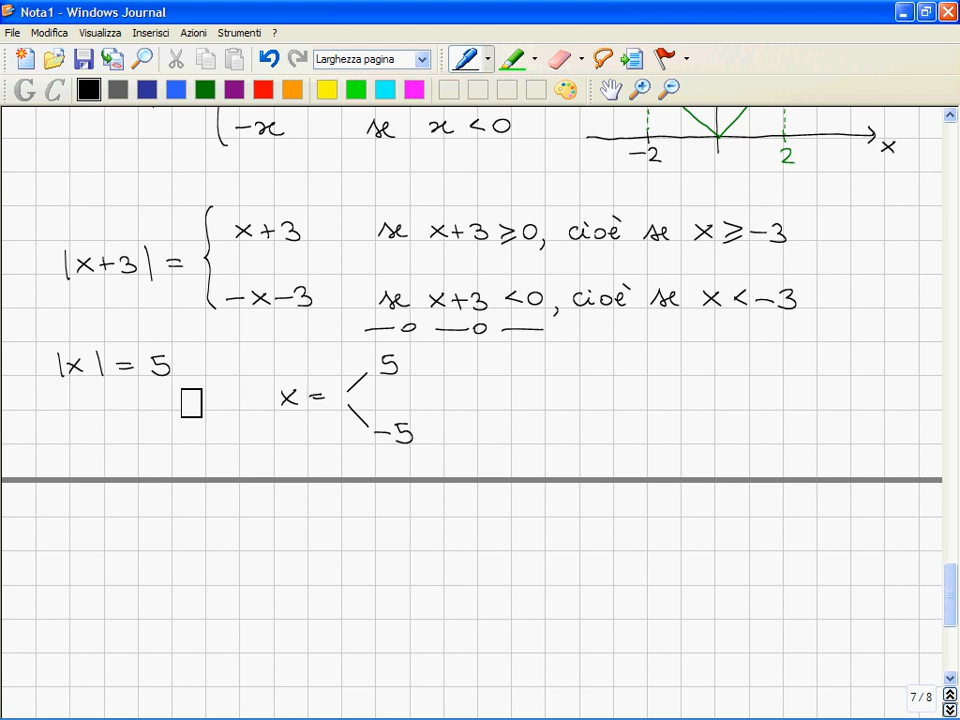 Nota1 - Windows Journal
File Modifica Visualizza Inserisci Azioni Strumenti ?
Larghezza pagina
G C
-x se x < 0
-2 2 x
x+3 se x+3 ⩾ 0, cioè se x ⩾ -3
|x+3| =
-x-3 se x+3 < 0, cioè se x < -3
|x| = 5
x = 5
-5
7 / 8